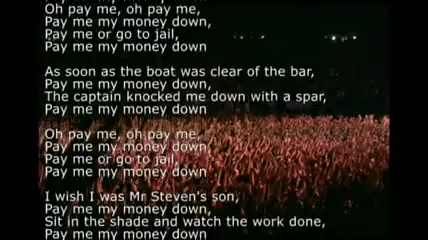 Oh pay me, oh pay me,
Pay me my money down,
Pay me or go to jail,
Pay me my money down
As soon as the boat was clear of the bar,
Pay me my money down,
The captain knocked me down with a spar,
Pay me my money down
Oh pay me, oh pay me,
Pay me my money down,
Pay me or go to jail,
Pay me my money down
I wish I was Mr Steven's son,
Pay me my money down,
Sit in the shade and watch the work done,
Pay me my money down